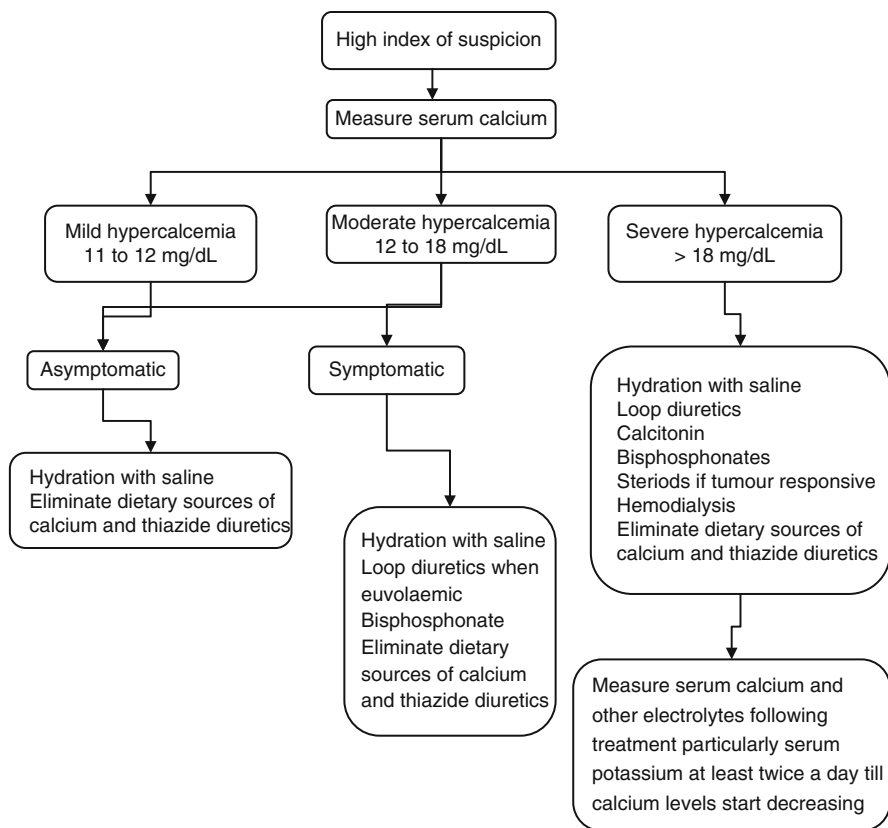 High index of suspicion
Measure serum calcium
Mild hypercalcemia
11 to 12 mg/dL
Moderate hypercalcemia
12 to 18 mg/dL
Severe hypercalcemia
> 18 mg/dL
Asymptomatic
Symptomatic
Hydration with saline
Eliminate dietary sources of
calcium and thiazide diuretics
Hydration with saline
Loop diuretics when
euvolaemic
Bisphosphonate
Eliminate dietary
sources of calcium
and thiazide diuretics
Hydration with saline
Loop diuretics
Calcitonin
Bisphosphonates
Steriods if tumour responsive
Hemodialysis
Eliminate dietary sources of
calcium and thiazide diuretics
Measure serum calcium and
other electrolytes following
treatment particularly serum
potassium at least twice a day till
calcium levels start decreasing